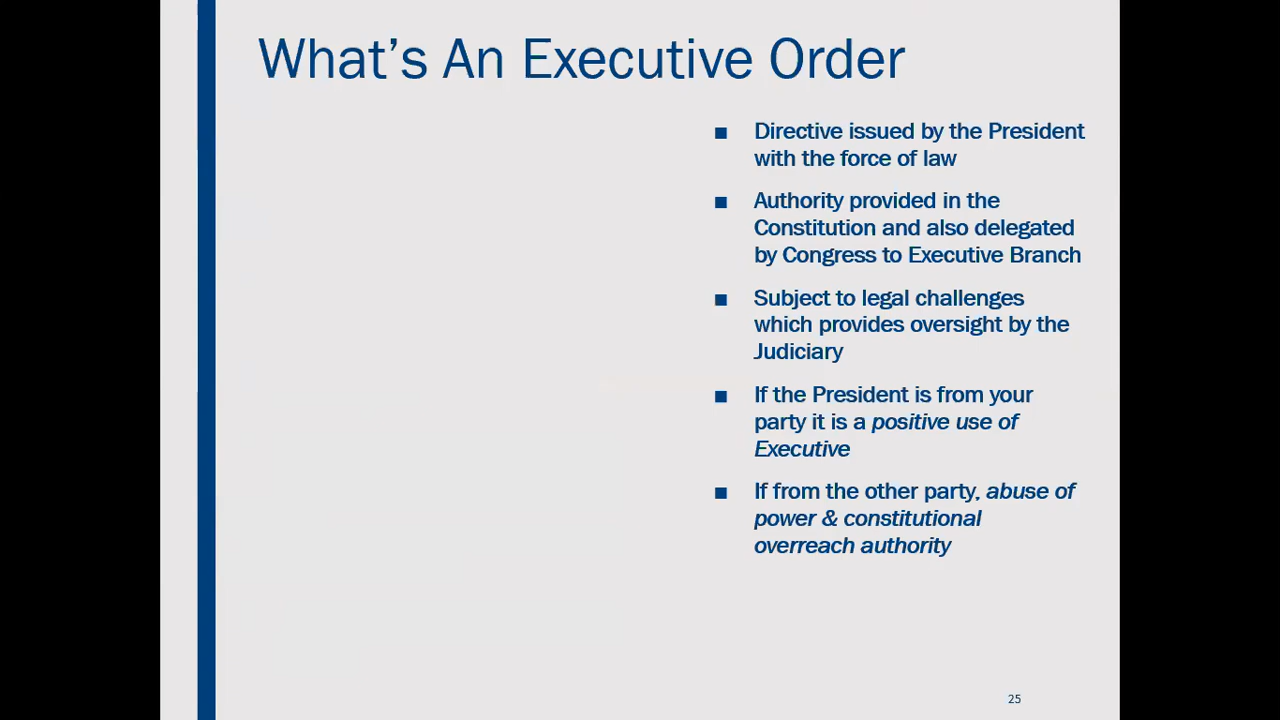 What's An Executive Order
■ Directive issued by the President
with the force of law
■ Authority provided in the
Constitution and also delegated
by Congress to Executive Branch
■ Subject to legal challenges
which provides oversight by the
Judiciary
■ If the President is from your
party it is a positive use of
Executive
■ If from the other party, abuse of
power & constitutional
overreach authority
25